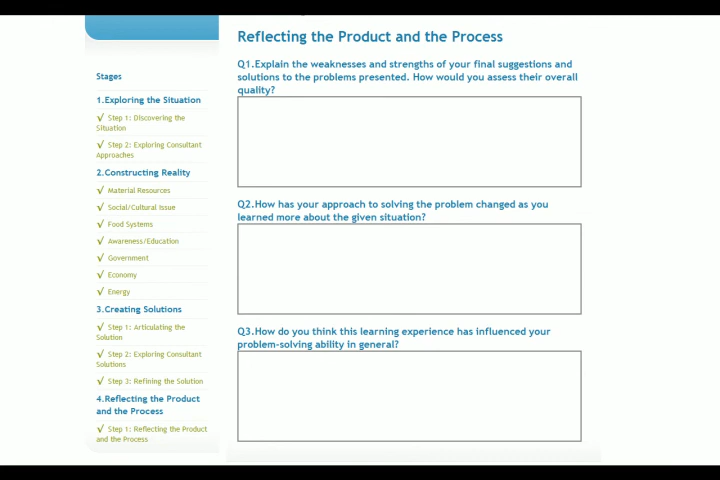 Stages
1.Exploring the Situation
√ Step 1: Discovering the
Situation
√ Step 2: Exploring Consultant
Approaches
2.Constructing Reality
√ Material Resources
√ Social/Cultural Issue
√ Food Systems
√ Awareness/Education
√ Government
√ Economy
√ Energy
3.Creating Solutions
√ Step 1: Articulating the
Solution
√ Step 2: Exploring Consultant
Solutions
√ Step 3: Refining the Solution
4.Reflecting the Product
and the Process
√ Step 1: Reflecting the Product
and the Process
Reflecting the Product and the Process
Q1.Explain the weaknesses and strengths of your final suggestions and
solutions to the problems presented. How would you assess their overall
quality?
Q2.How has your approach to solving the problem changed as you
learned more about the given situation?
Q3.How do you think this learning experience has influenced your
problem-solving ability in general?